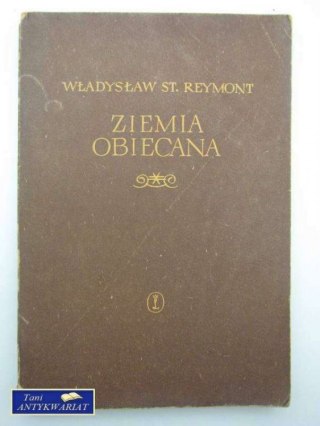 WŁADYSŁAW ST. REYMONT
ZIEMIA
OBIECANA
Tani
ANTYKWARIAT